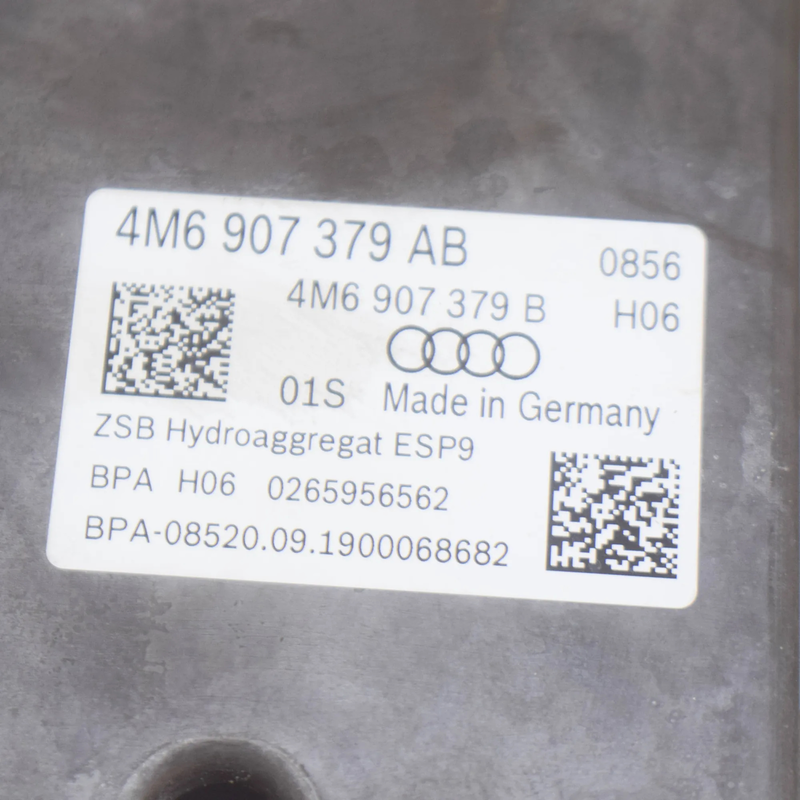 4M6 907 379 AB
0856
4M6 907 379 B
H06
01S Made in Germany
ZSB Hydroaggregat ESP9
BPA H06 0265956562
BPA-08520.09.1900068682